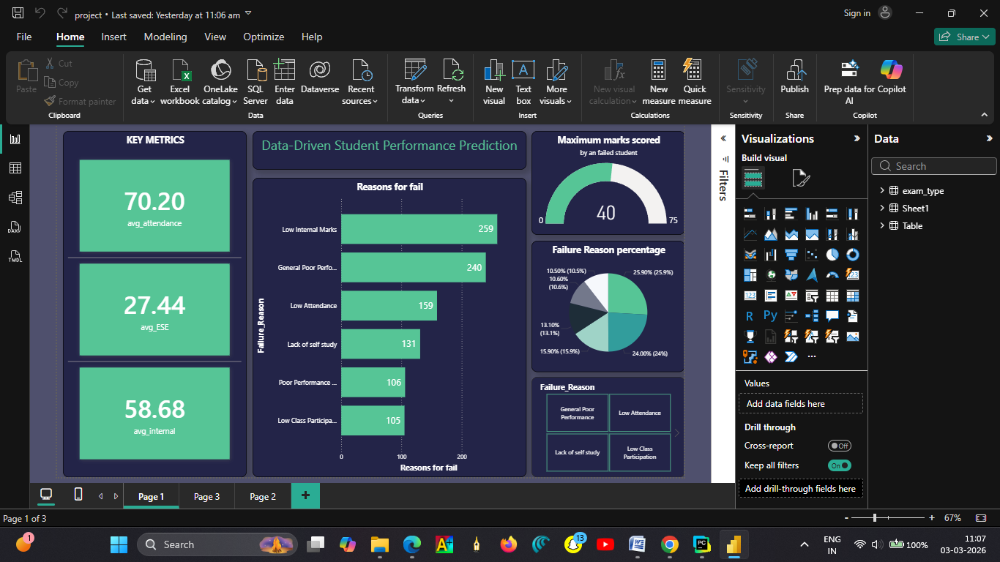 project • Last saved: Yesterday at 11:06 am
Sign in
File
Home
Insert
Modeling
View
Optimize
Help
Share
Paste
Cut
Copy
Format painter
Clipboard
Get data
Excel workbook
OneLake catalog
SQL Server
Enter data
Dataverse
Recent sources
Data
Transform data
Refresh
Queries
New visual
Text box
More visuals
Insert
New visual calculation
New measure
Quick measure
Calculations
Sensitivity
Sensitivity
Publish
Share
Prep data for AI
Copilot
Copilot
KEY METRICS
70.20
avg_attendance
27.44
avg_ESE
58.68
avg_internal
Data-Driven Student Performance Prediction
Reasons for fail
Failure_Reason
Low Internal Marks
259
General Poor Perfo...
240
Low Attendance
159
Lack of self study
131
Poor Performance ...
106
Low Class Participa...
105
0
100
200
Reasons for fail
Maximum marks scored
by an failed student
0
40
75
Failure Reason percentage
10.50% (10.5%)
25.90% (25.9%)
10.60%
(10.6%)
13.10%
(13.1%)
15.90% (15.9%)
24.00% (24%)
Failure_Reason
General Poor
Performance
Low Attendance
Lack of self study
Low Class
Participation
Filters
Visualizations
Build visual
Values
Add data fields here
Drill through
Cross-report
Off
Keep all filters
On
Add drill-through fields here
Data
Search
exam_type
Sheet1
Table
Page 1
Page 3
Page 2
Page 1 of 3
67%
1
Search
13
ENG
IN
100%
11:07
03-03-2026